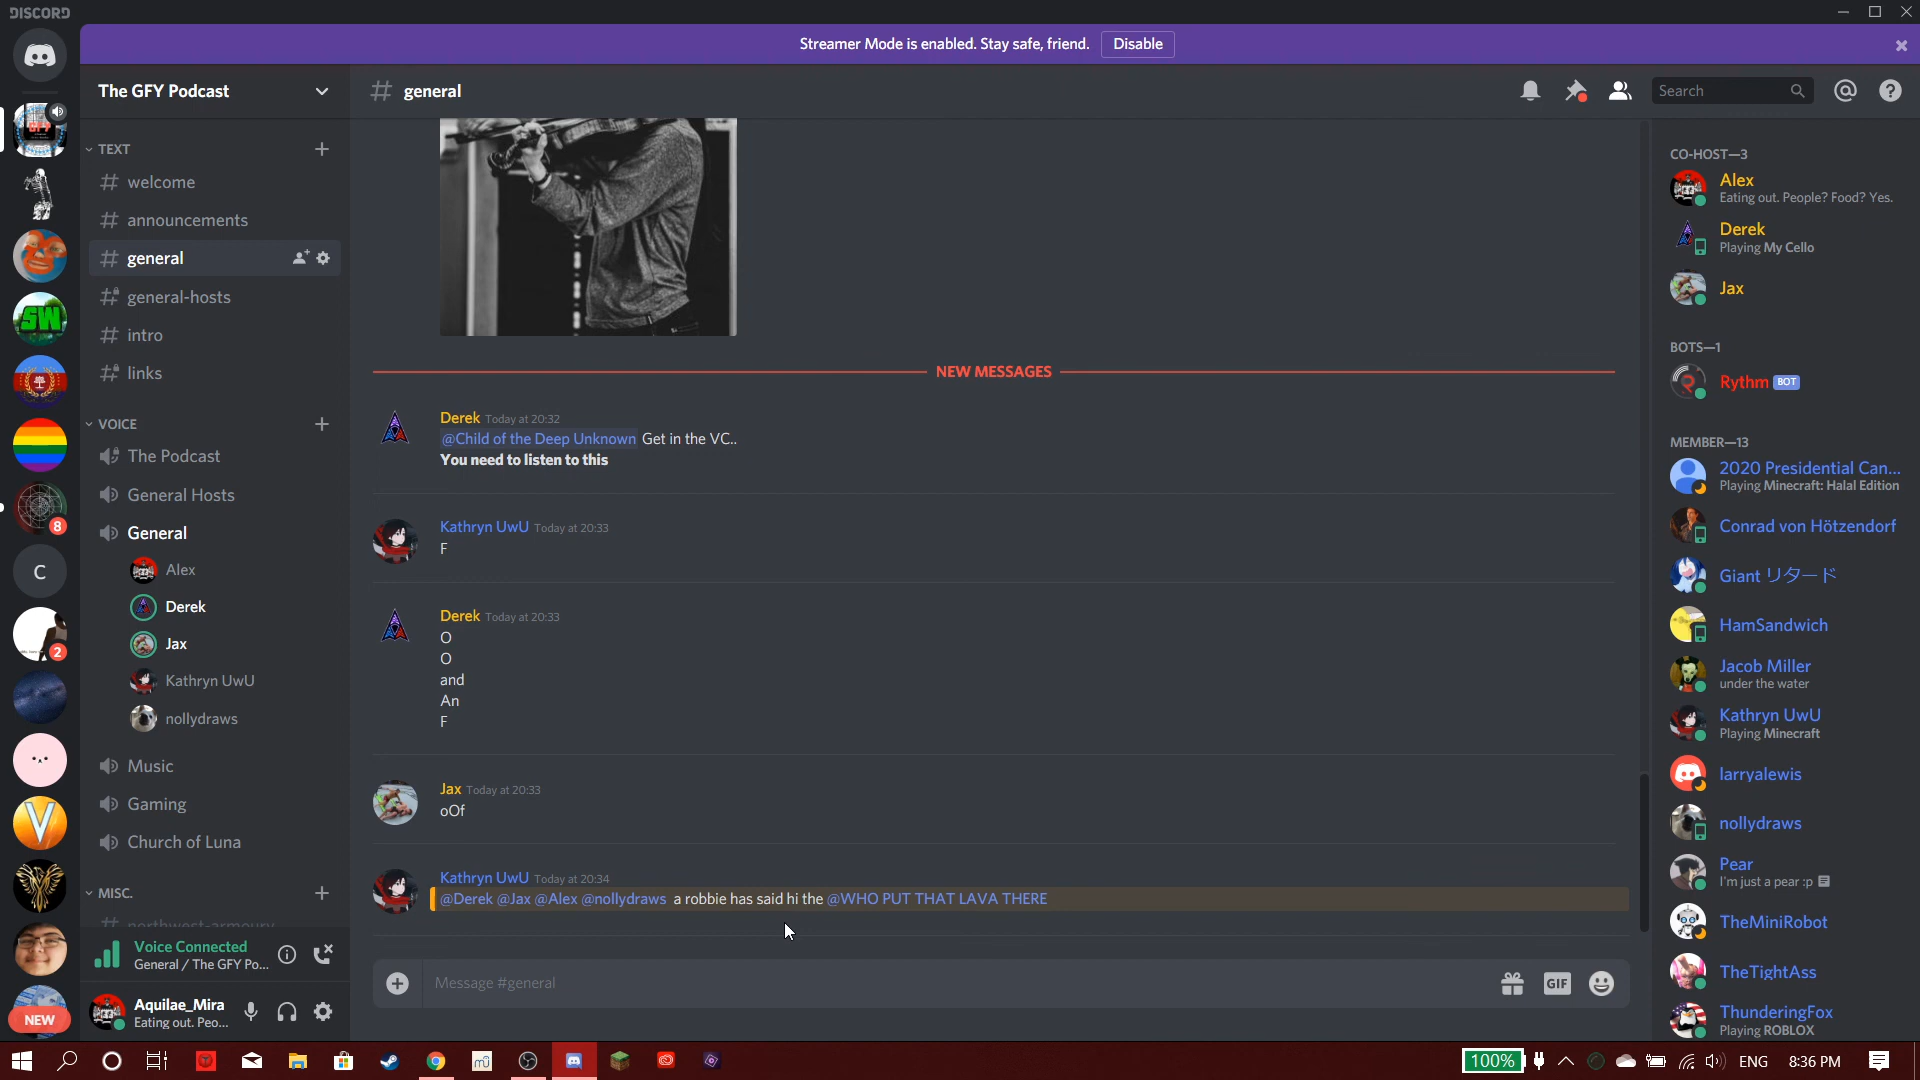 DISCORD
Streamer Mode is enabled. Stay safe, friend.
Disable
The GFY Podcast
# general
Search
TEXT
welcome
announcements
general
general-hosts
intro
links
VOICE
The Podcast
General Hosts
General
Alex
Derek
Jax
Kathryn UwU
nollydraws
Music
Gaming
Church of Luna
MISC.
northwest-armoury
Voice Connected
General / The GFY Po...
Aquilae_Mira
Eating out. Peo...
GFY
SW
8
C
2
V
NEW
NEW MESSAGES
Derek Today at 20:32
@Child of the Deep Unknown Get in the VC..
You need to listen to this
Kathryn UwU Today at 20:33
F
Derek Today at 20:33
O
O
and
An
F
Jax Today at 20:33
oOf
Kathryn UwU Today at 20:34
@Derek @Jax @Alex @nollydraws a robbie has said hi the @WHO PUT THAT LAVA THERE
Message #general
GIF
CO-HOST—3
Alex
Eating out. People? Food? Yes.
Derek
Playing My Cello
Jax
BOTS—1
Rythm BOT
MEMBER—13
2020 Presidential Can...
Playing Minecraft: Halal Edition
Conrad von Hötzendorf
Giant リタード
HamSandwich
Jacob Miller
under the water
Kathryn UwU
Playing Minecraft
larryalewis
nollydraws
Pear
I'm just a pear :p
TheMiniRobot
TheTightAss
ThunderingFox
Playing ROBLOX
100%
ENG
8:36 PM